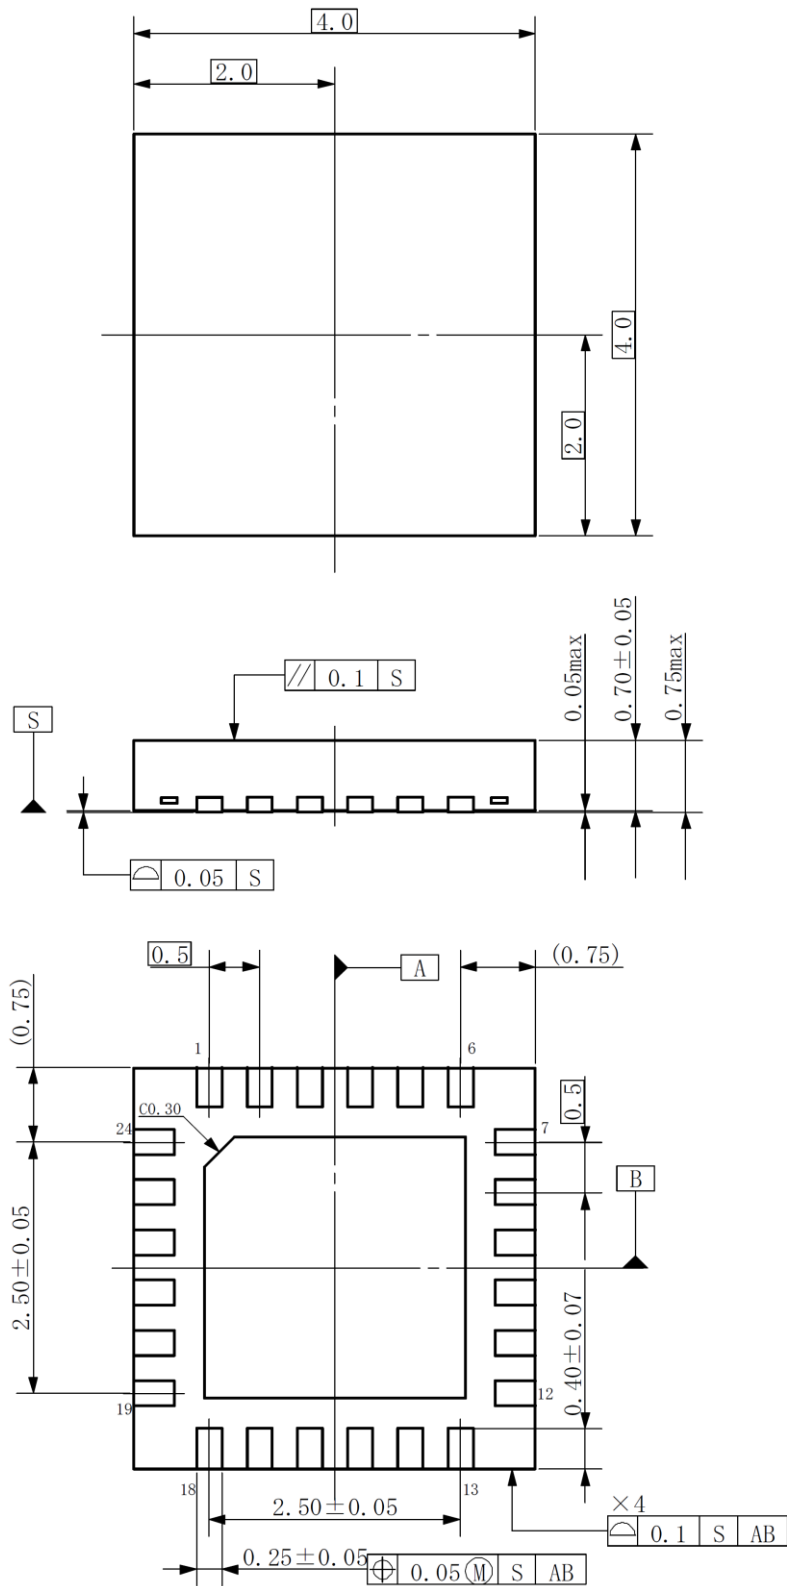 4.0
2.0
4.0
2.0
0.05max
0.70±0.05
0.75max
// 0.1 S
S
⌓ 0.05 S
0.5
A
(0.75)
(0.75)
1
6
C0.30
24
7
0.5
B
2.50±0.05
0.40±0.07
19
12
18
13
2.50±0.05
×4
⌓ 0.1 S AB
0.25±0.05
⌖ 0.05 Ⓜ S AB